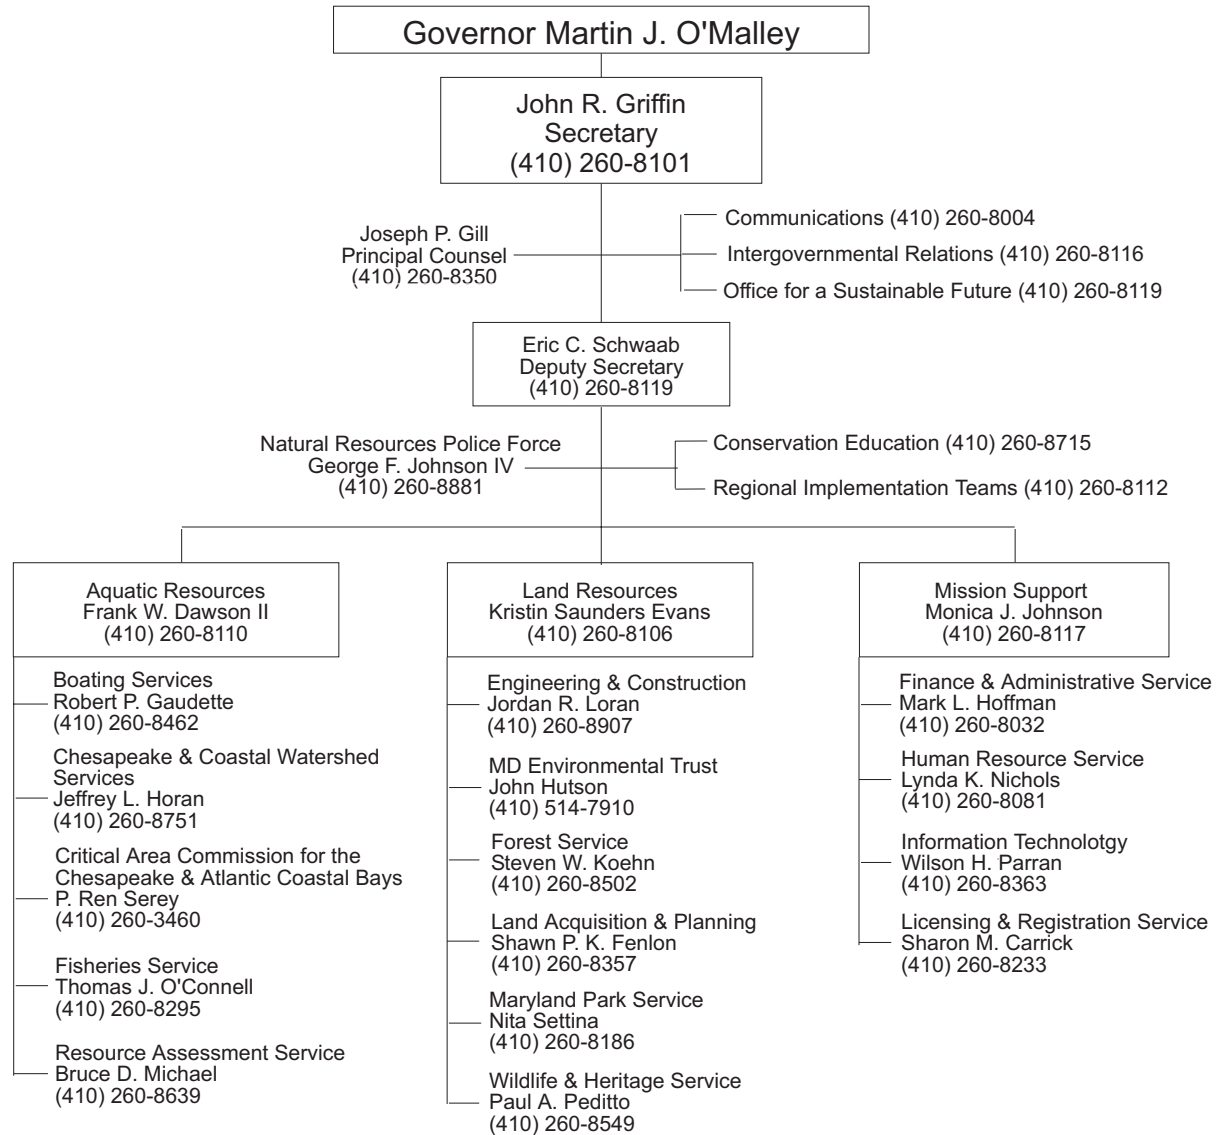 Governor Martin J. O'Malley
John R. Griffin
Secretary
(410) 260-8101
Joseph P. Gill
Principal Counsel
(410) 260-8350
Communications (410) 260-8004
Intergovernmental Relations (410) 260-8116
Office for a Sustainable Future (410) 260-8119
Eric C. Schwaab
Deputy Secretary
(410) 260-8119
Natural Resources Police Force
George F. Johnson IV
(410) 260-8881
Conservation Education (410) 260-8715
Regional Implementation Teams (410) 260-8112
Aquatic Resources
Frank W. Dawson II
(410) 260-8110
Boating Services
Robert P. Gaudette
(410) 260-8462
Chesapeake & Coastal Watershed
Services
Jeffrey L. Horan
(410) 260-8751
Critical Area Commission for the
Chesapeake & Atlantic Coastal Bays
P. Ren Serey
(410) 260-3460
Fisheries Service
Thomas J. O'Connell
(410) 260-8295
Resource Assessment Service
Bruce D. Michael
(410) 260-8639
Land Resources
Kristin Saunders Evans
(410) 260-8106
Engineering & Construction
Jordan R. Loran
(410) 260-8907
MD Environmental Trust
John Hutson
(410) 514-7910
Forest Service
Steven W. Koehn
(410) 260-8502
Land Acquisition & Planning
Shawn P. K. Fenlon
(410) 260-8357
Maryland Park Service
Nita Settina
(410) 260-8186
Wildlife & Heritage Service
Paul A. Peditto
(410) 260-8549
Mission Support
Monica J. Johnson
(410) 260-8117
Finance & Administrative Service
Mark L. Hoffman
(410) 260-8032
Human Resource Service
Lynda K. Nichols
(410) 260-8081
Information Technolotgy
Wilson H. Parran
(410) 260-8363
Licensing & Registration Service
Sharon M. Carrick
(410) 260-8233